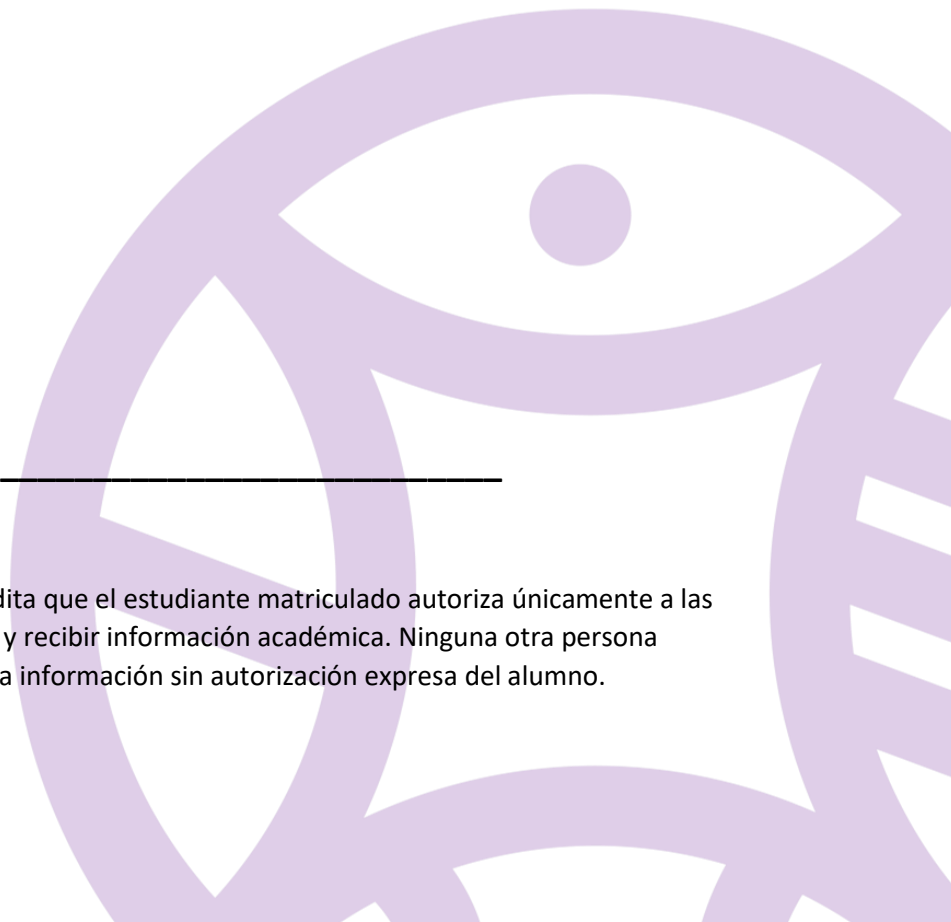 dita que el estudiante matriculado autoriza únicamente a las
y recibir información académica. Ninguna otra persona
a información sin autorización expresa del alumno.